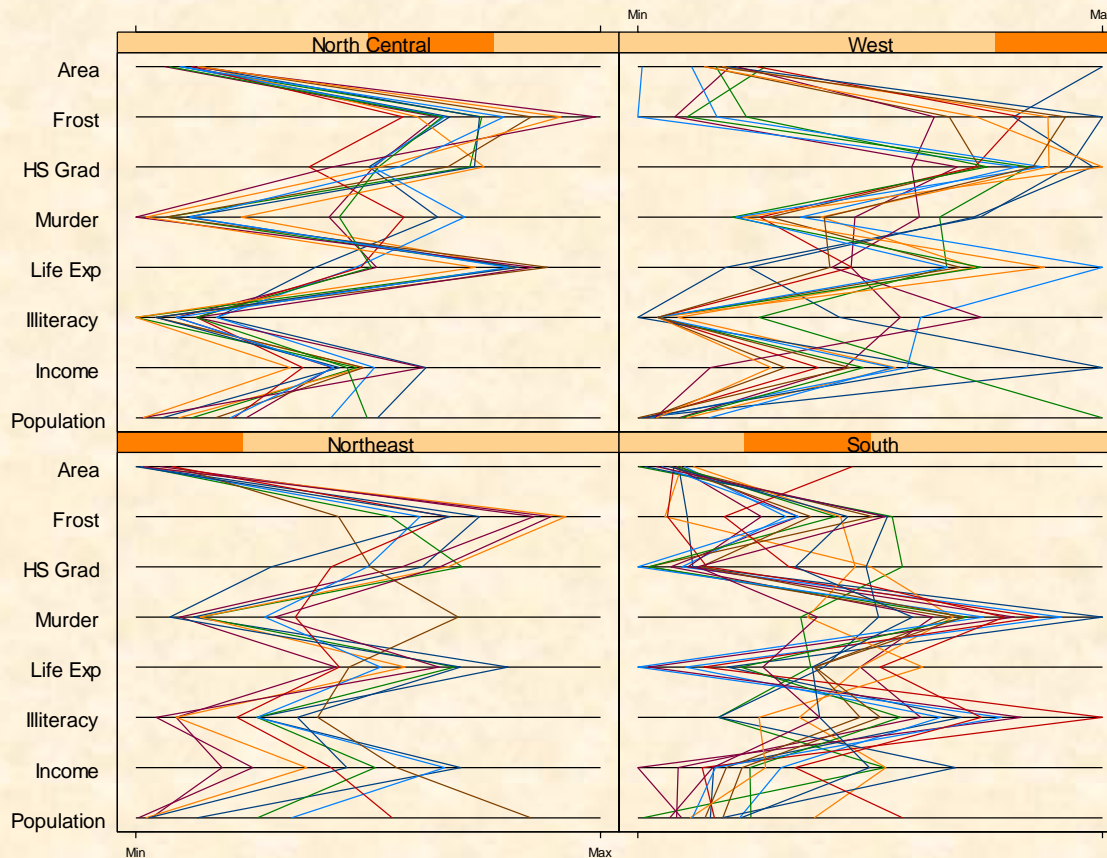 Min Ma
North Central West
Area
Frost
HS Grad
Murder
Life Exp
Illiteracy
Income
Population
Northeast South
Area
Frost
HS Grad
Murder
Life Exp
Illiteracy
Income
Population
Min Max